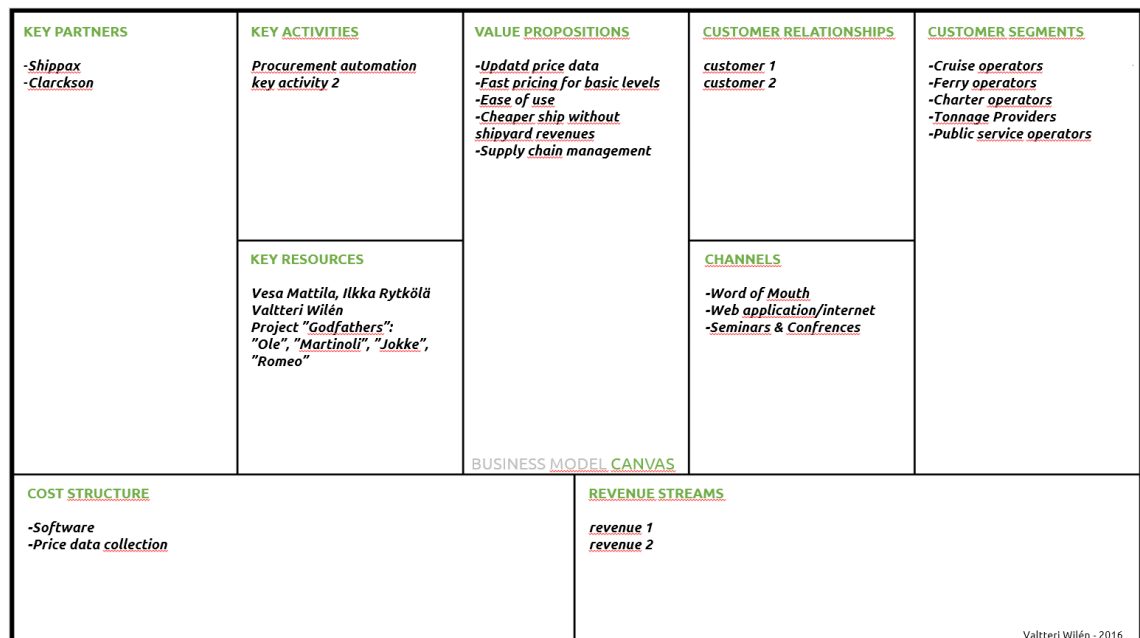 KEY PARTNERS
-Shippax
-Clarckson
KEY ACTIVITIES
Procurement automation
key activity 2
KEY RESOURCES
Vesa Mattila, Ilkka Rytkölä
Valtteri Wilén
Project ”Godfathers”:
”Ole”, ”Martinoli”, ”Jokke”,
”Romeo”
VALUE PROPOSITIONS
-Updatd price data
-Fast pricing for basic levels
-Ease of use
-Cheaper ship without
shipyard revenues
-Supply chain management
BUSINESS MODEL CANVAS
CUSTOMER RELATIONSHIPS
customer 1
customer 2
CHANNELS
-Word of Mouth
-Web application/internet
-Seminars & Confrences
CUSTOMER SEGMENTS
-Cruise operators
-Ferry operators
-Charter operators
-Tonnage Providers
-Public service operators
COST STRUCTURE
-Software
-Price data collection
REVENUE STREAMS
revenue 1
revenue 2
Valtteri Wilén - 2016